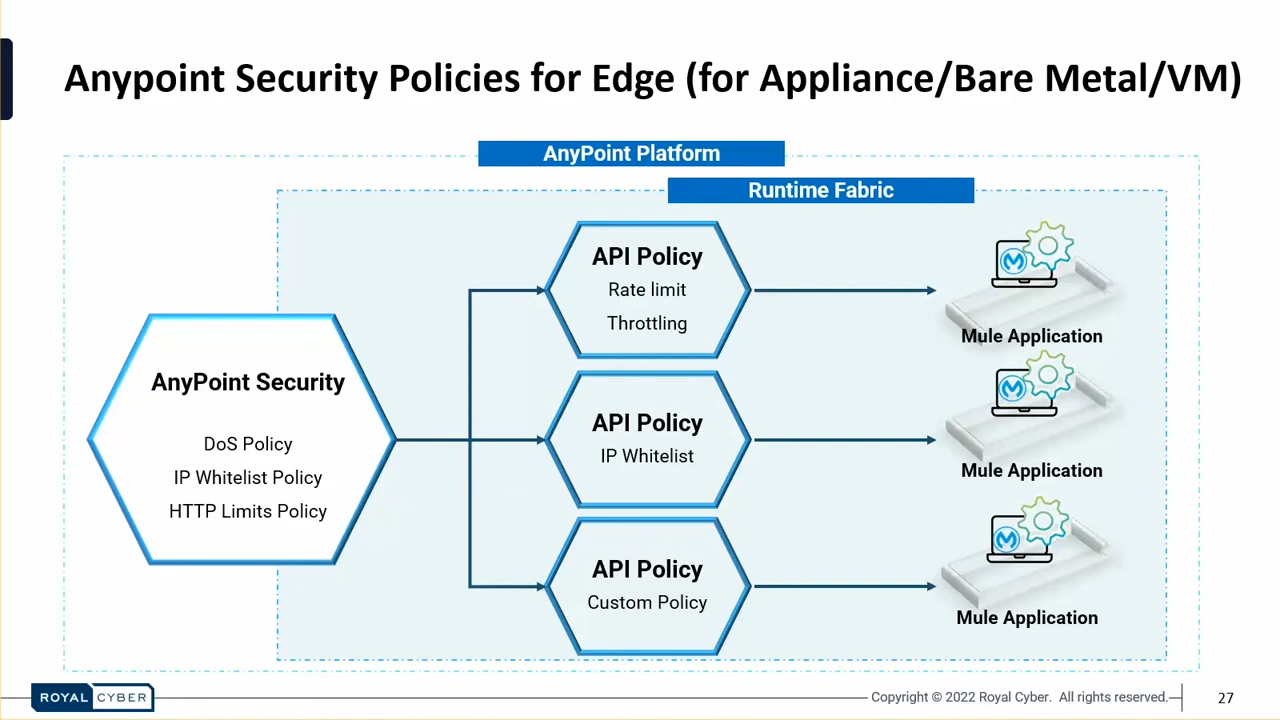 Anypoint Security Policies for Edge (for Appliance/Bare Metal/VM)
AnyPoint Platform
Runtime Fabric
AnyPoint Security
DoS Policy
IP Whitelist Policy
HTTP Limits Policy
API Policy
Rate limit
Throttling
Mule Application
API Policy
IP Whitelist
Mule Application
API Policy
Custom Policy
Mule Application
ROYAL CYBER
Copyright © 2022 Royal Cyber. All rights reserved.
27